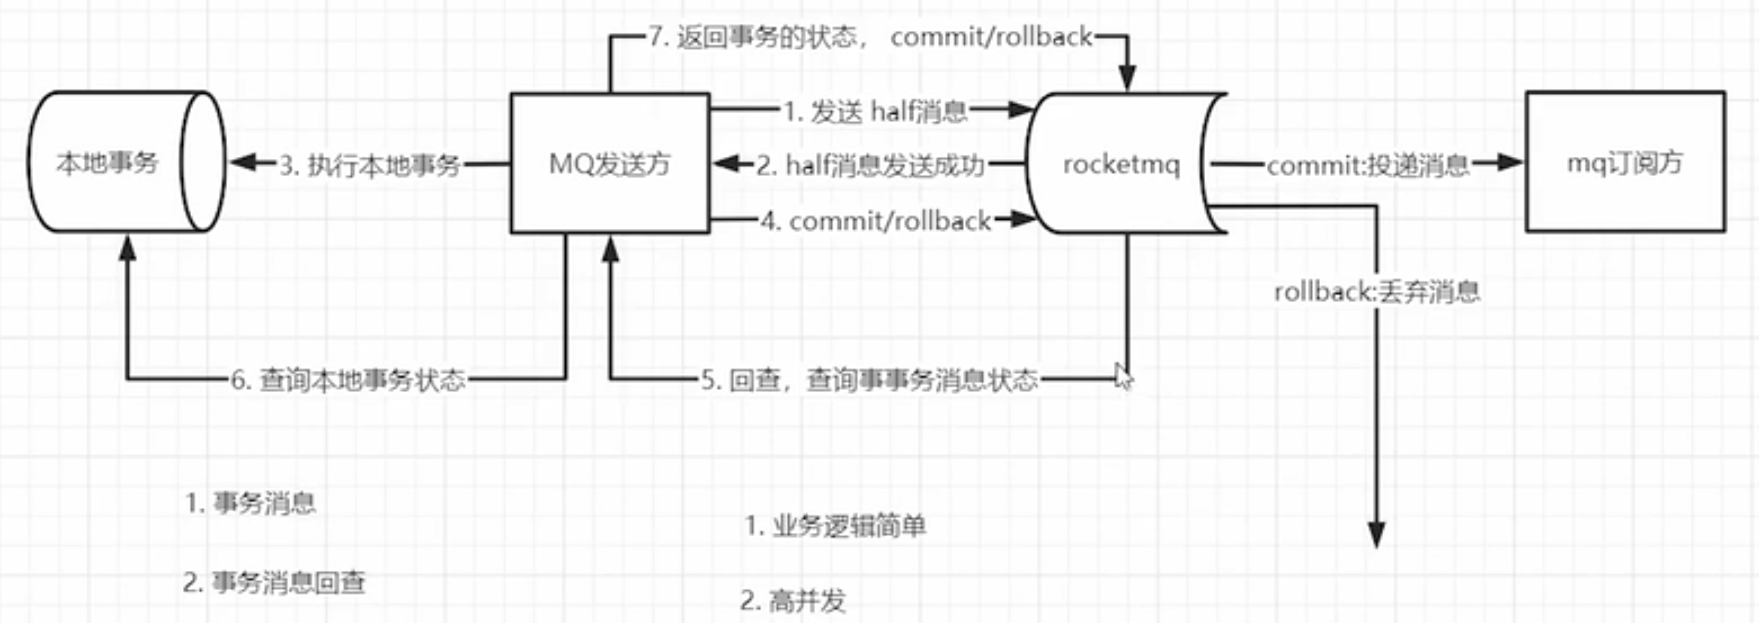 7. 返回事务的状态， commit/rollback
1. 发送 half消息
本地事务
3. 执行本地事务
MQ发送方
2. half消息发送成功
rocketmq
commit:投递消息
mq订阅方
4. commit/rollback
rollback:丢弃消息
6. 查询本地事务状态
5. 回查，查询事事务消息状态
1. 事务消息
1. 业务逻辑简单
2. 事务消息回查
2. 高并发